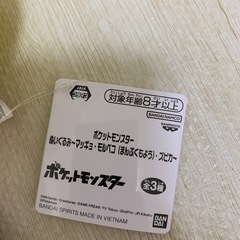 JAIA
対象年齢8才以上
BANDAI NAMCO
BANPRESTO
ポケットモンスター
ぬいぐるみ~マッギョ・モルペコ(まんぷくもよう)・ズピカ~
ポケットモンスター
全3種
BANDAI
BANDAI SPIRITS MADE IN VIETNAM